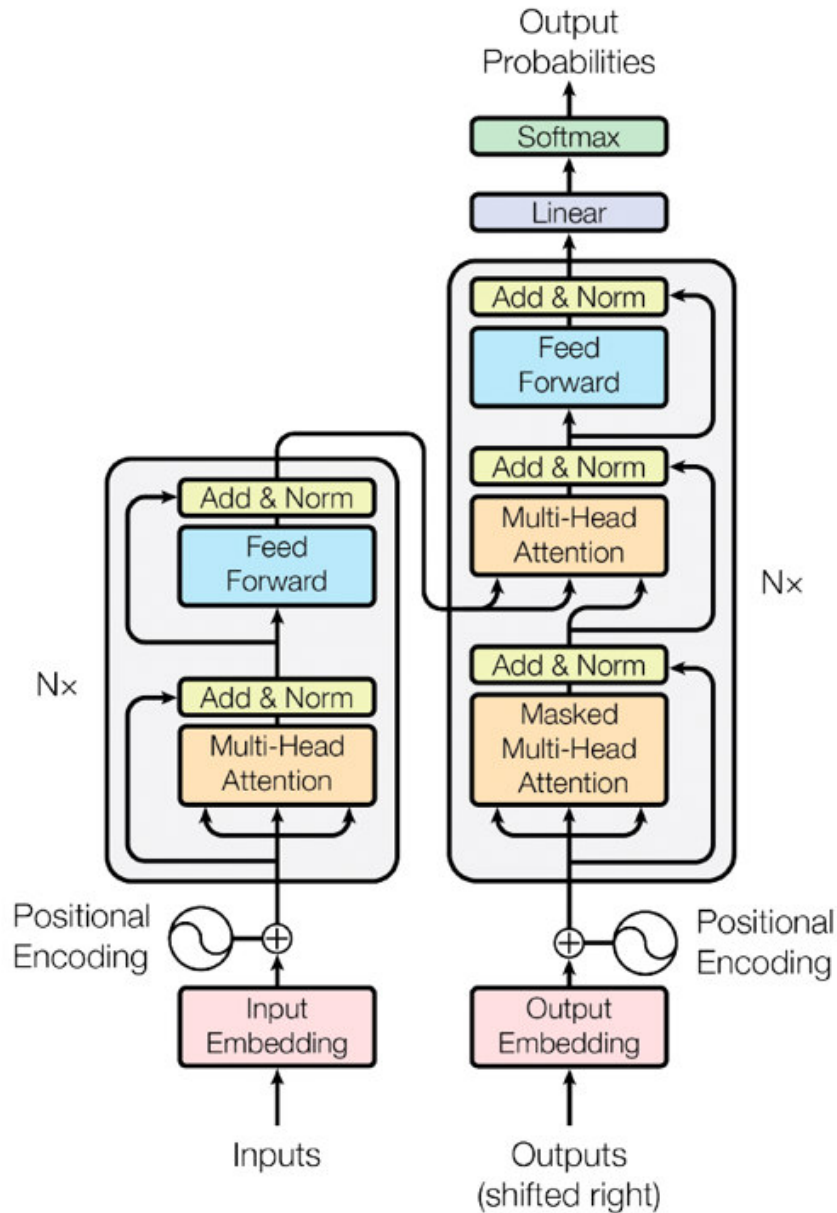 Output
Probabilities
Softmax
Linear
Add & Norm
Feed
Forward
Add & Norm
Multi-Head
Attention
Nx
Add & Norm
Masked
Multi-Head
Attention
Add & Norm
Feed
Forward
Nx
Add & Norm
Multi-Head
Attention
Positional
Encoding
Positional
Encoding
Input
Embedding
Output
Embedding
Inputs
Outputs
(shifted right)